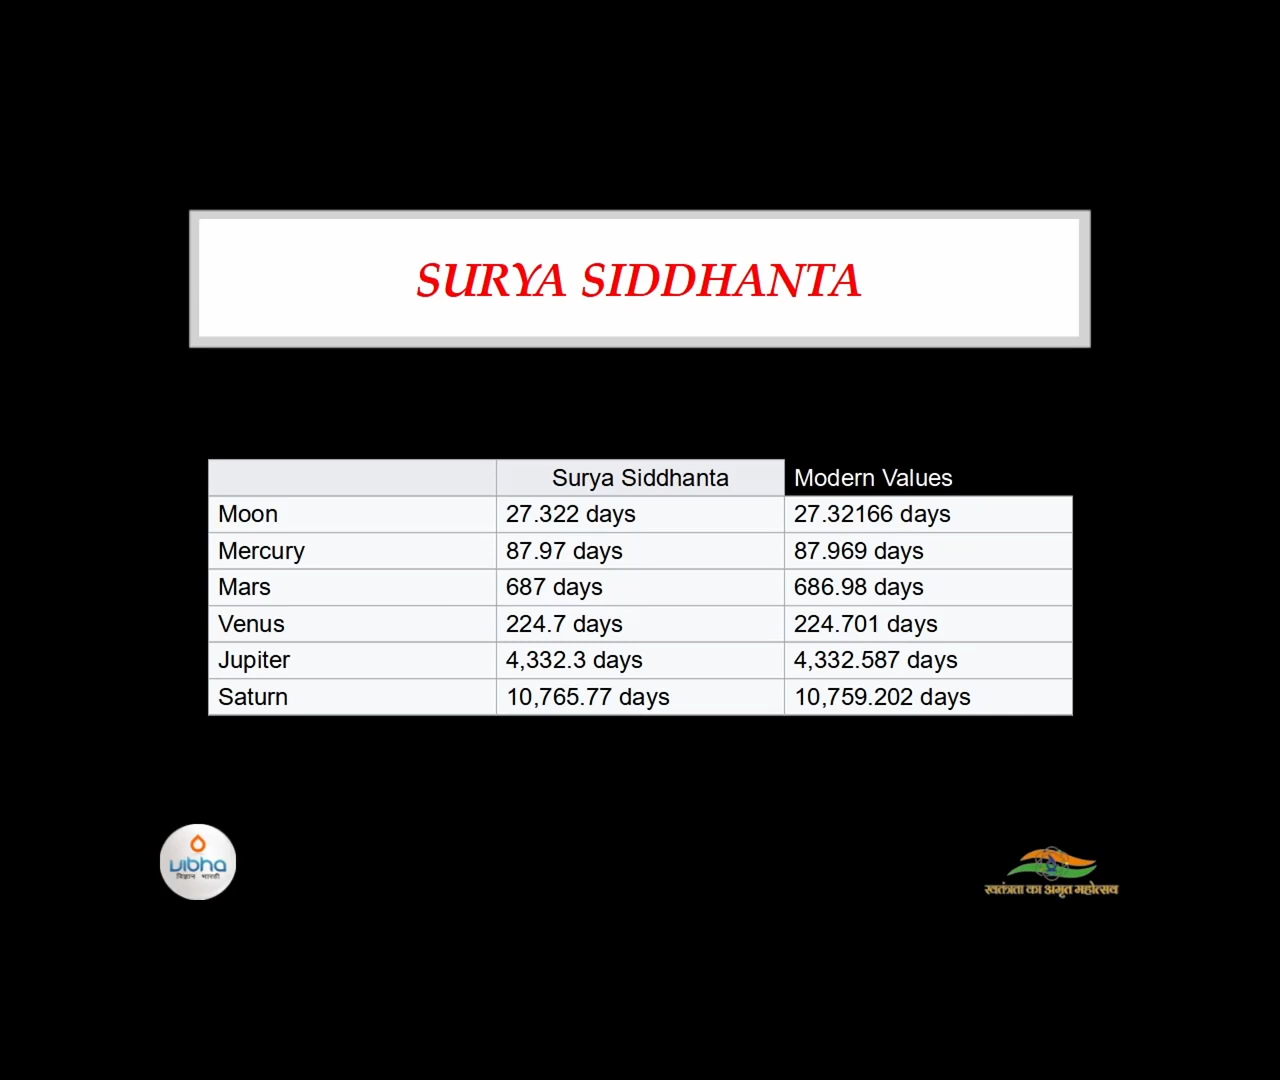 SURYA SIDDHANTA
Surya Siddhanta Modern Values
Moon 27.322 days 27.32166 days
Mercury 87.97 days 87.969 days
Mars 687 days 686.98 days
Venus 224.7 days 224.701 days
Jupiter 4,332.3 days 4,332.587 days
Saturn 10,765.77 days 10,759.202 days
vibha
विज्ञान भारती
स्वतंत्रता का अमृत महोत्सव